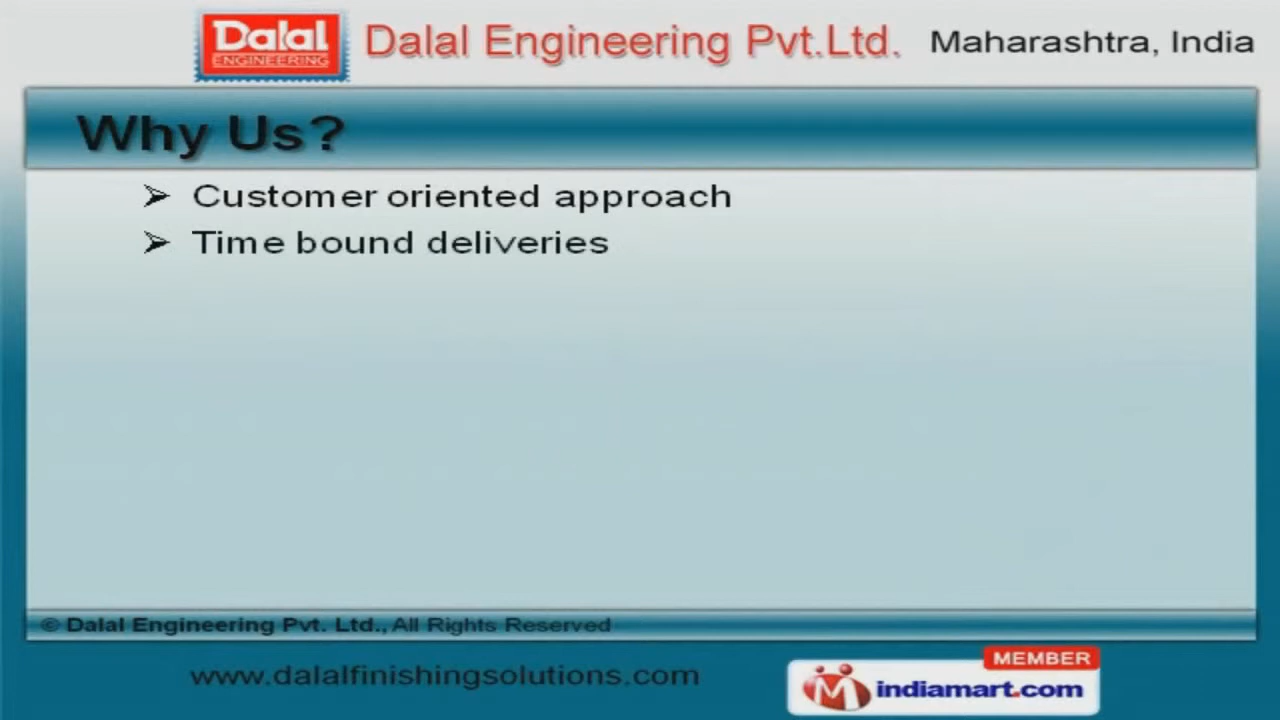 Dalal
ENGINEERING
Dalal Engineering Pvt.Ltd.
Maharashtra, India
Why Us?
➢ Customer oriented approach
➢ Time bound deliveries
© Dalal Engineering Pvt. Ltd., All Rights Reserved
www.dalalfinishingsolutions.com
MEMBER
indiamart.com